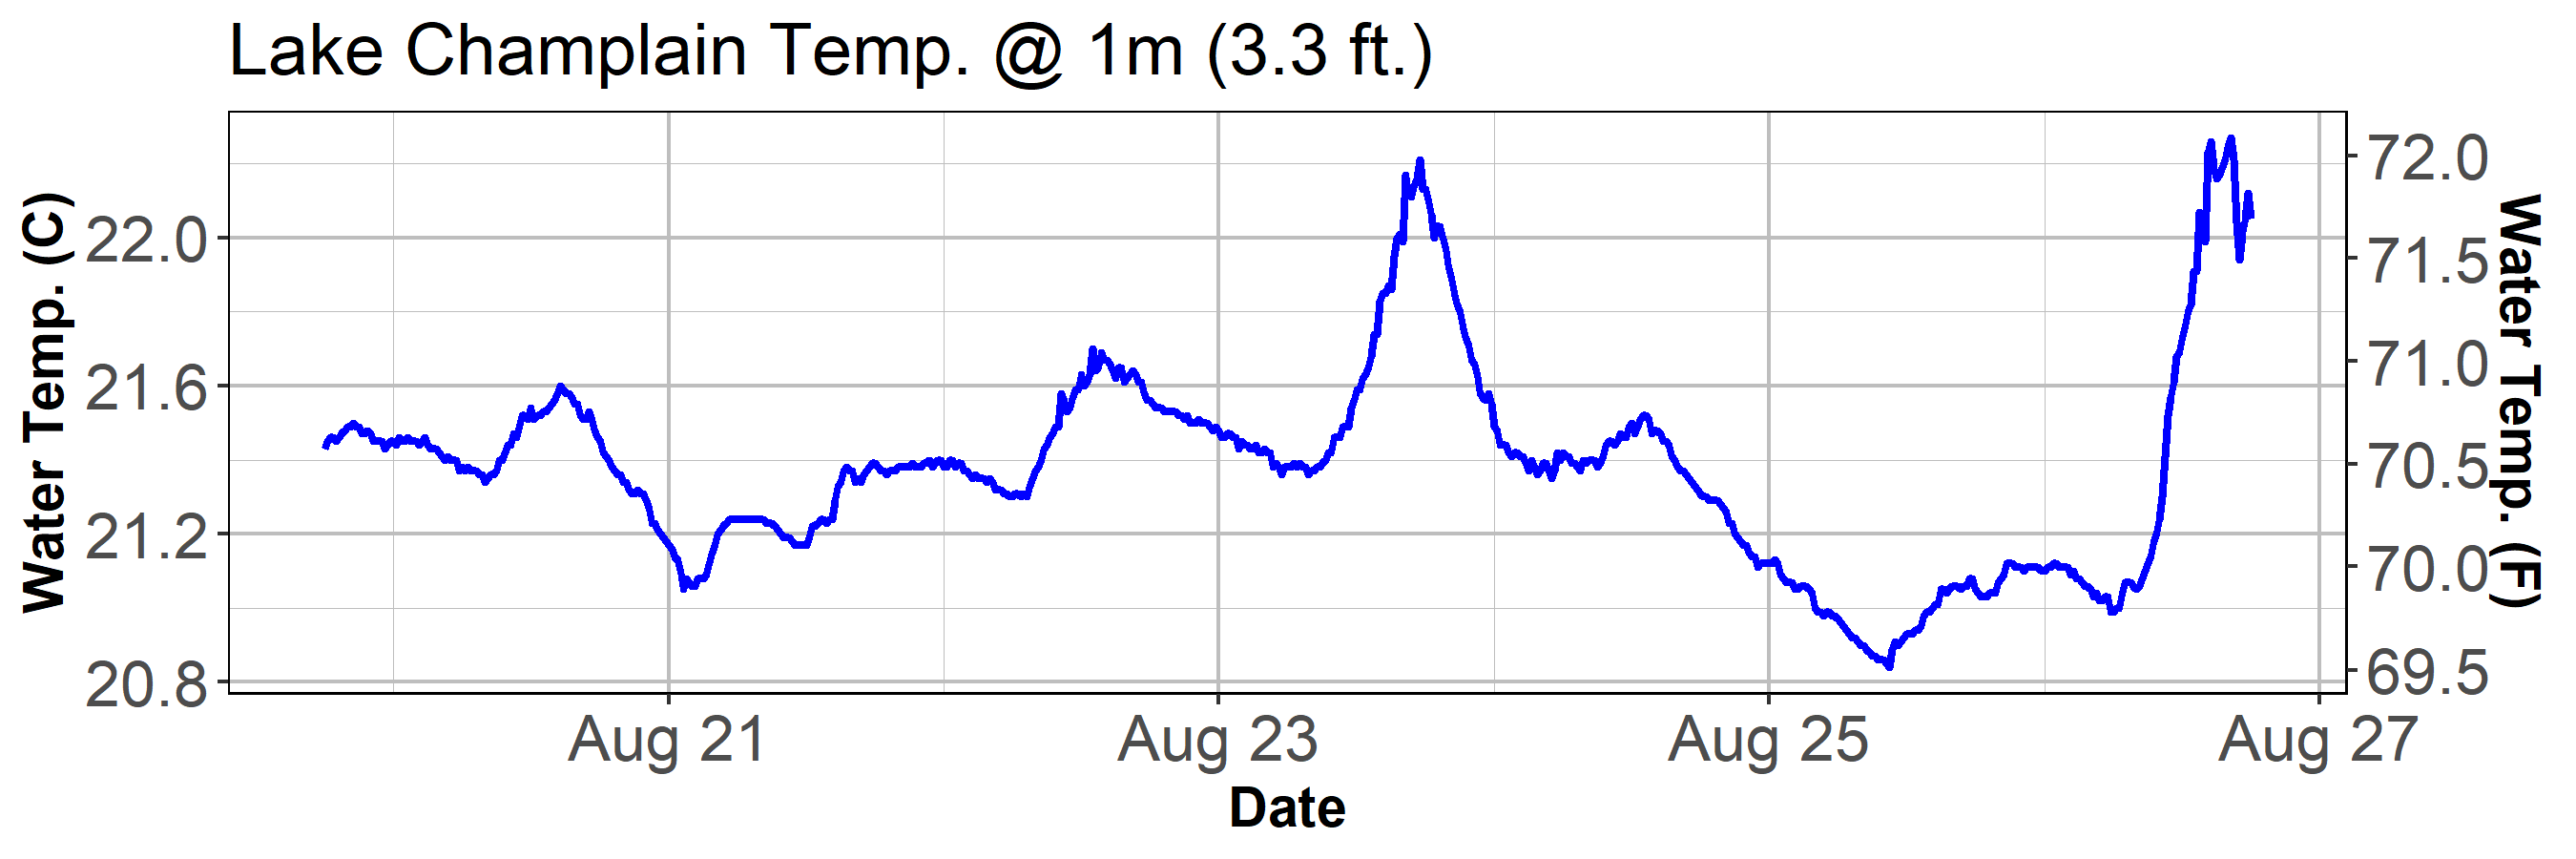 Lake Champlain Temp. @ 1m (3.3 ft.)
Water Temp. (C)
22.0
21.6
21.2
20.8
72.0
71.5
71.0
70.5
70.0
69.5
Water Temp. (F)
Aug 21 Aug 23 Aug 25 Aug 27
Date